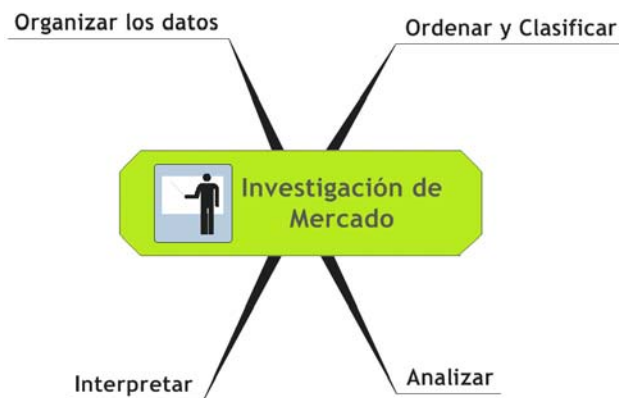 Organizar los datos
Ordenar y Clasificar
Investigación de
Mercado
Interpretar
Analizar